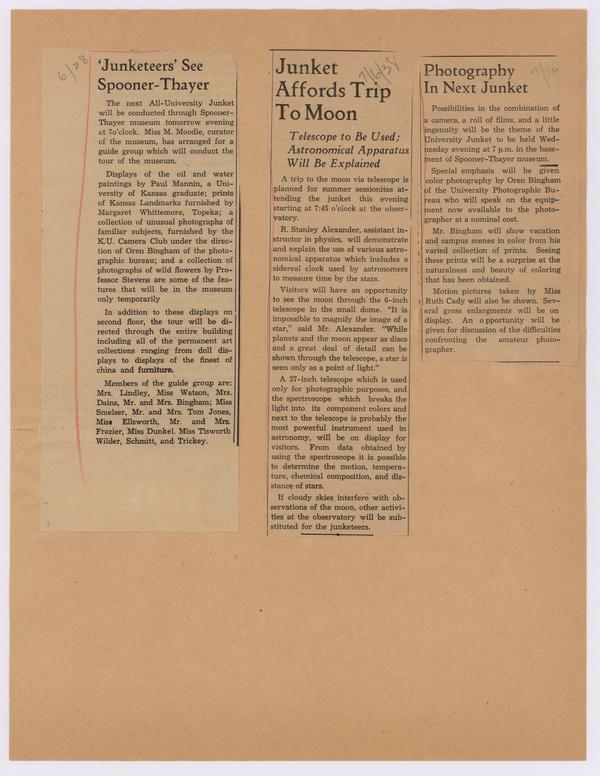 6/28
'Junketeers' See
Spooner-Thayer
The next All-University Junket
will be conducted through Spooner-
Thayer museum tomorrow evening
at 7o'clock. Miss M. Moodie, curator
of the museum, has arranged for a
guide group which will conduct the
tour of the museum.
Displays of the oil and water
paintings by Paul Mannin, a Uni-
versity of Kansas graduate; prints
of Kansas Landmarks furnished by
Margaret Whittemore, Topeka; a
collection of unusual photographs of
familiar subjects, furnished by the
K.U. Camera Club under the direc-
tion of Oren Bingham of the photo-
graphic bureau; and a collection of
photographs of wild flowers by Pro-
fessor Stevens are some of the fea-
tures that will be in the museum
only temporarily
In addition to these displays on
second floor, the tour will be di-
rected through the entire building
including all of the permanent art
collections ranging from doll dis-
plays to displays of the finest of
china and furniture.
Members of the guide group are:
Mrs. Lindley, Miss Watson, Mrs.
Dains, Mr. and Mrs. Bingham; Miss
Smelser, Mr. and Mrs. Tom Jones,
Miss Ellsworth, Mr. and Mrs.
Frazier, Miss Dunkel. Miss Tisworth
Wilder, Schmitt, and Trickey.
7/6/38
Junket
Affords Trip
To Moon
Telescope to Be Used;
Astronomical Apparatus
Will Be Explained
A trip to the moon via telescope is
planned for summer sessionites at-
tending the junket this evening
starting at 7:45 o'clock at the obser-
vatory.
R. Stanley Alexander, assistant in-
structor in physics, will demonstrate
and explain the use of various astro-
nomical apparatus which includes a
sidereal clock used by astronomers
to measure time by the stars.
Visitors will have an opportunity
to see the moon through the 6-inch
telescope in the small dome. "It is
impossible to magnify the image of a
star," said Mr. Alexander. "While
planets and the moon appear as discs
and a great deal of detail can be
shown through the telescope, a star is
seen only as a point of light."
A 27-inch telescope which is used
only for photographic purposes, and
the spectroscope which breaks the
light into its component colors and
next to the telescope is probably the
most powerful instrument used in
astronomy, will be on display for
visitors. From data obtained by
using the spectroscope it is possible
to determine the motion, tempera-
ture, chemical composition, and dis-
stance of stars.
If cloudy skies interfere with ob-
servations of the moon, other activi-
ties at the observatory will be sub-
stituted for the junketeers.
Photography
In Next Junket
Possibilities in the combination of
a camera, a roll of films, and a little
ingenuity will be the theme of the
University Junket to be held Wed-
nesday evening at 7 p.m. in the base-
ment of Spooner-Thayer museum.
Special emphasis will be given
color photography by Oren Bingham
of the University Photographic Bu-
reau who will speak on the equip-
ment now available to the photo-
grapher at a nominal cost.
Mr. Bingham will show vacation
and campus scenes in color from his
varied collection of prints. Seeing
these prints will be a surprise at the
naturalness and beauty of coloring
that has been obtained.
Motion pictures taken by Miss
Ruth Cady will also be shown. Sev-
eral gross enlargments will be on
display. An opportunity will be
given for discussion of the difficulties
confronting the amateur photo-
grapher.